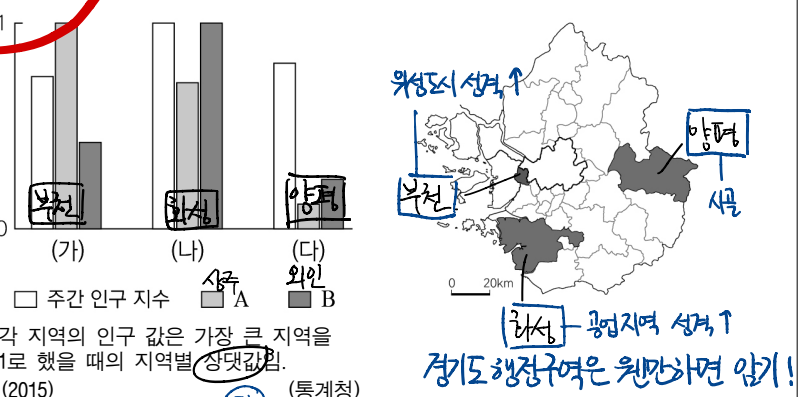 1
0
부천
화성
양평
(가) (나) (다)
상주 외인
주간 인구 지수 A B
각 지역의 인구 값은 가장 큰 지역을
1로 했을 때의 지역별 상댓값임.
(2015) (통계청)
위성도시 성격↑
부천
양평
시골
0 20km
화성 - 공업지역 성격↑
경기도 행정구역은 웬만하면 암기!